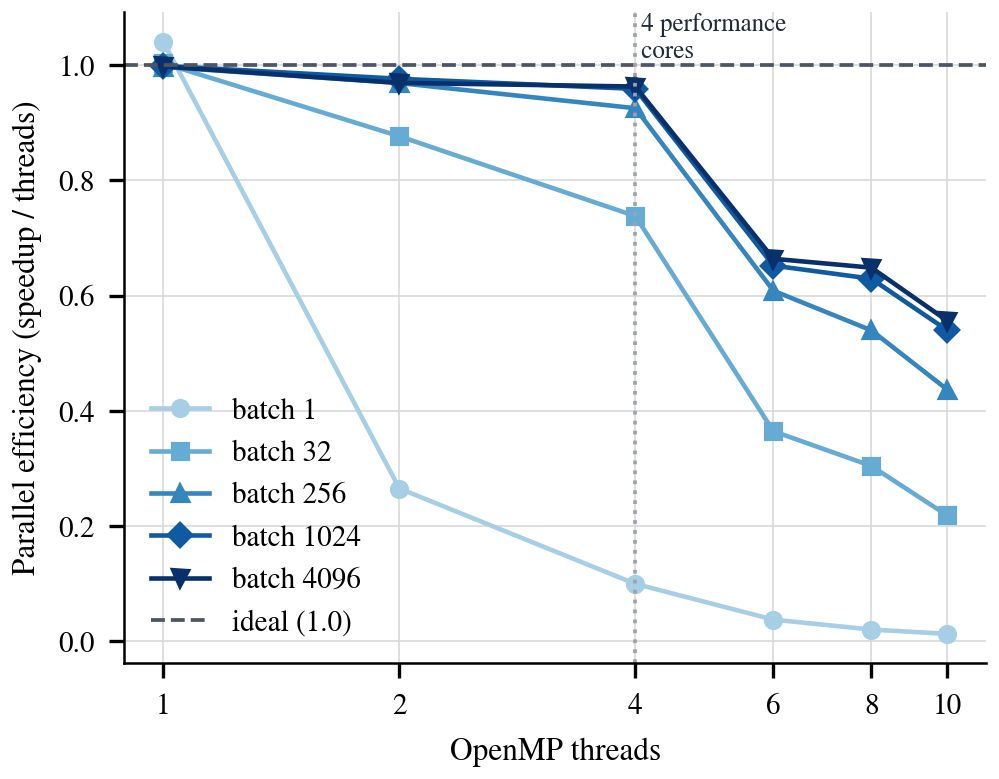 4 performance
cores
1.0
0.8
0.6
0.4
0.2
0.0
Parallel efficiency (speedup / threads)
batch 1
batch 32
batch 256
batch 1024
batch 4096
ideal (1.0)
1 2 4 6 8 10
OpenMP threads